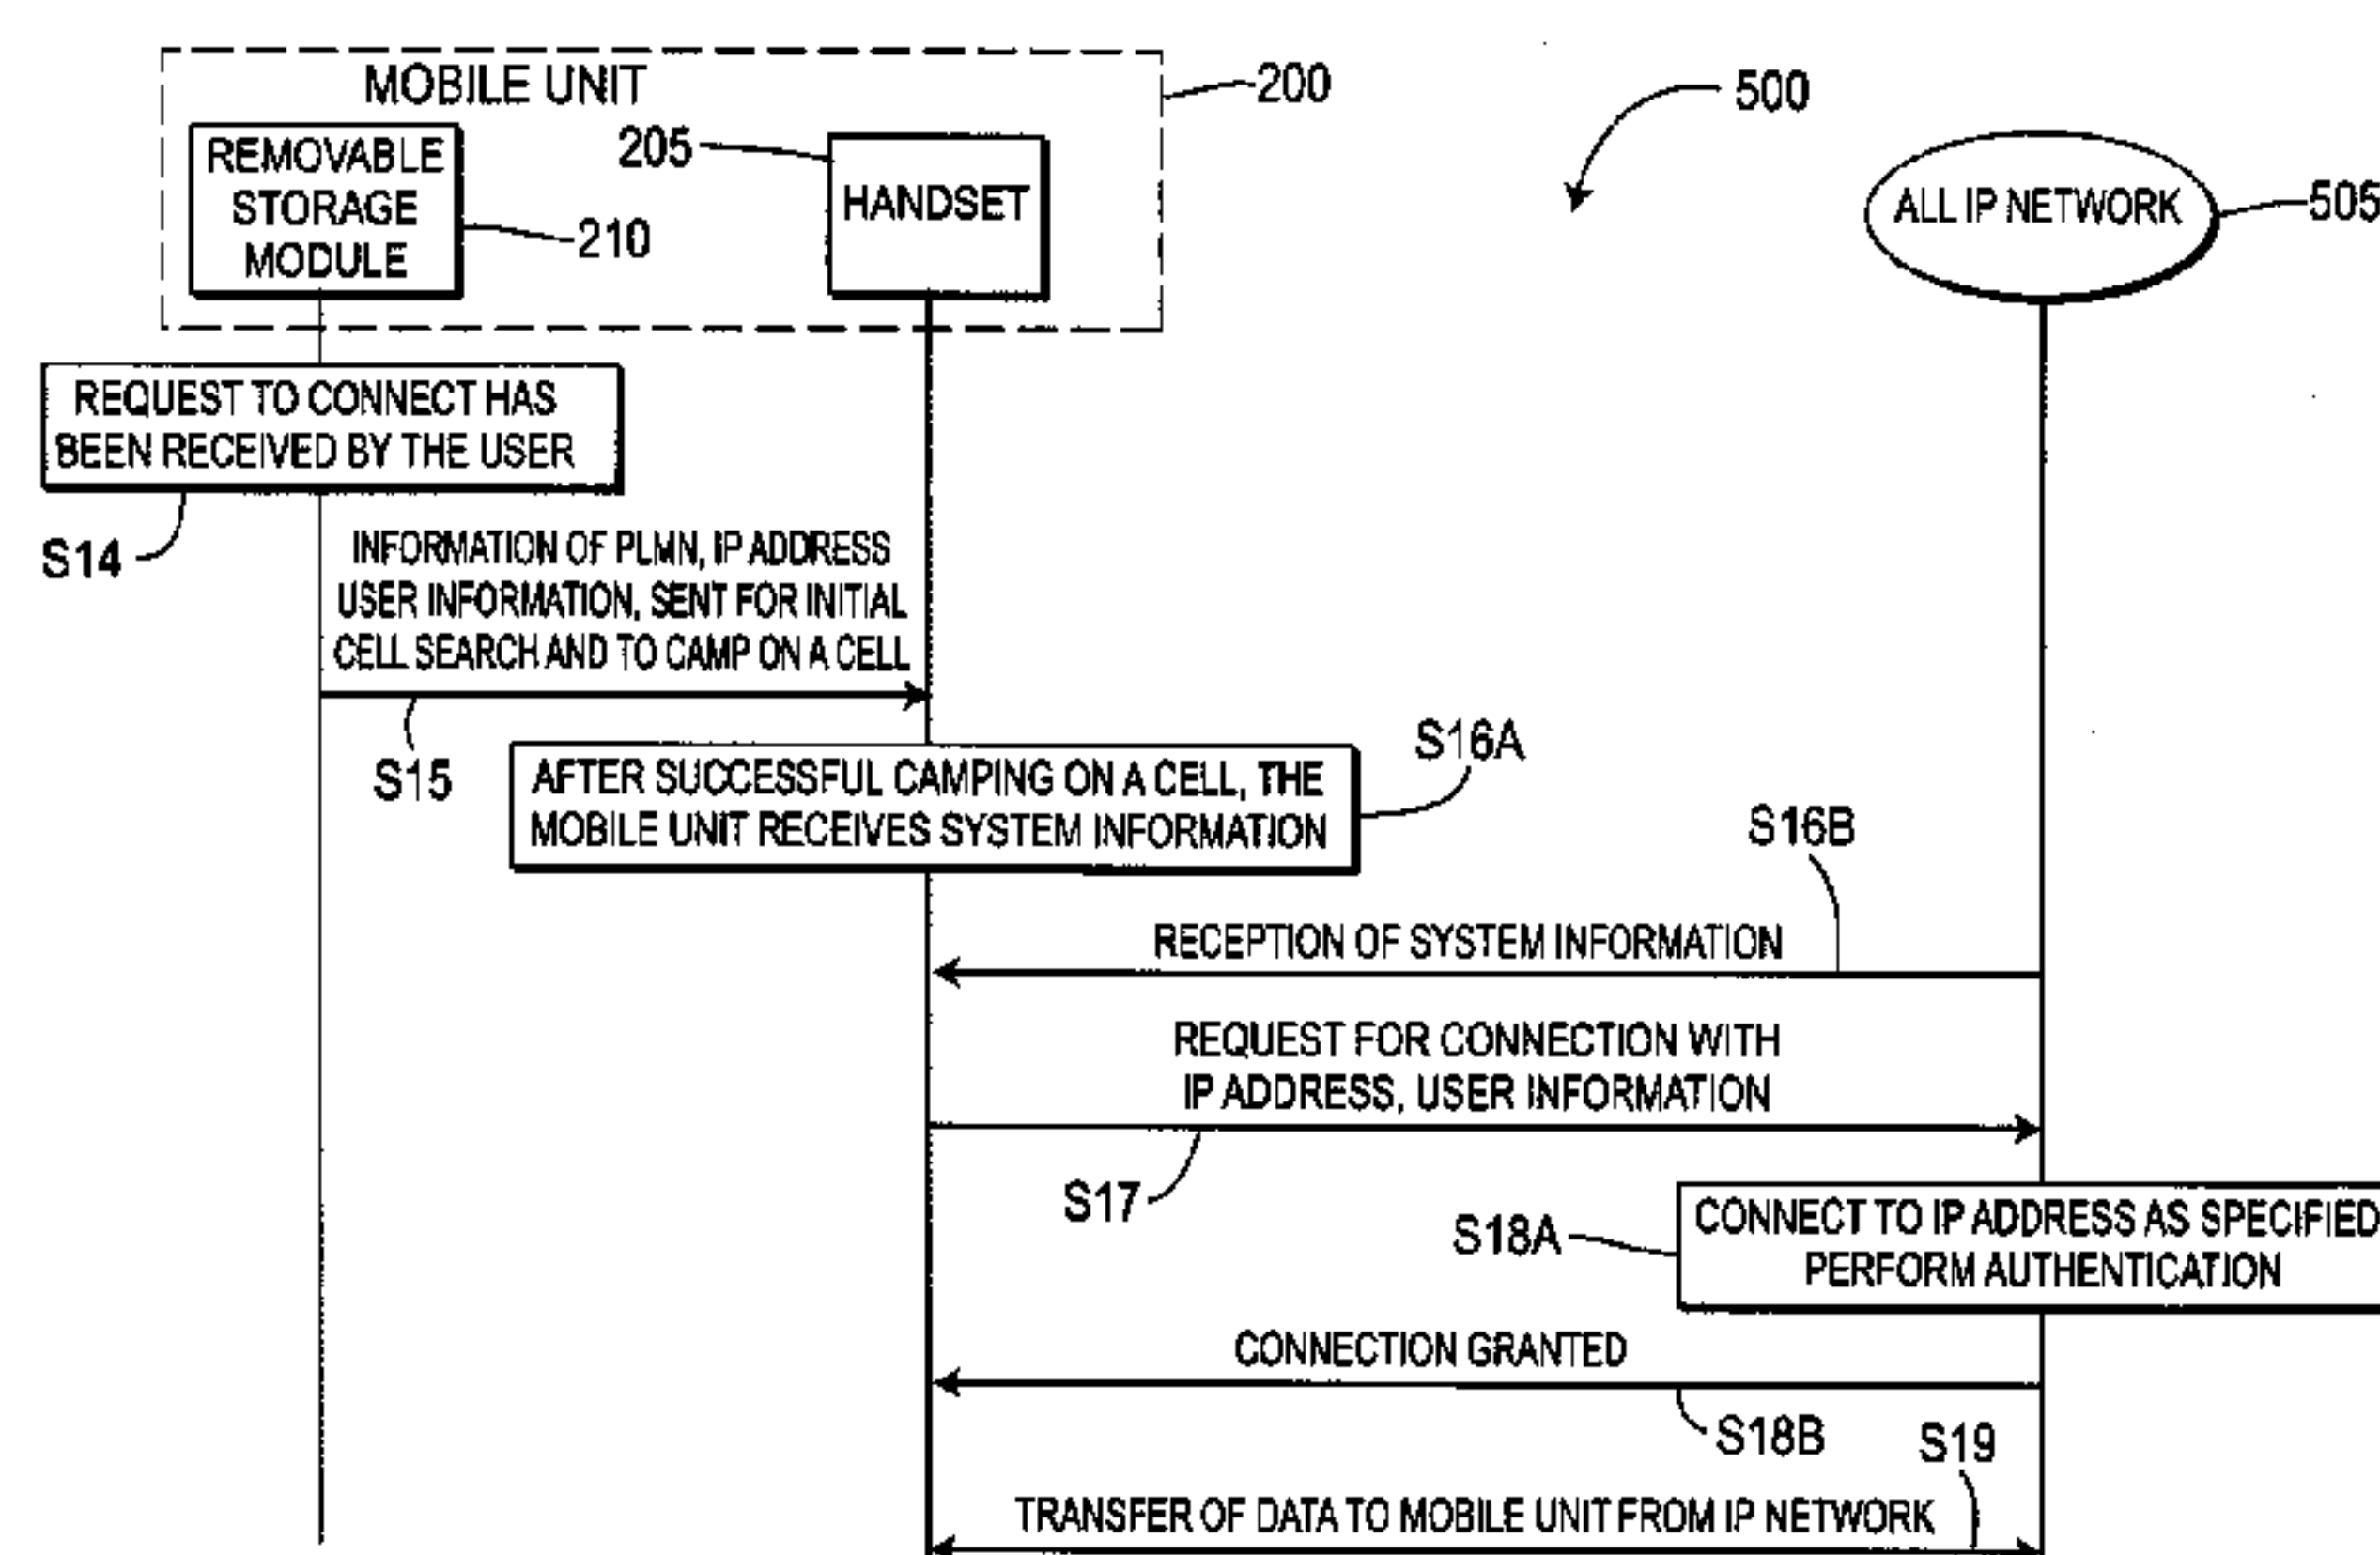 MOBILE UNIT
200
500
REMOVABLE
STORAGE
MODULE
210
205
HANDSET
ALL IP NETWORK
505
REQUEST TO CONNECT HAS
BEEN RECEIVED BY THE USER
S14
INFORMATION OF PLMN, IP ADDRESS
USER INFORMATION, SENT FOR INITIAL
CELL SEARCH AND TO CAMP ON A CELL
S15
AFTER SUCCESSFUL CAMPING ON A CELL, THE
MOBILE UNIT RECEIVES SYSTEM INFORMATION
S16A
S16B
RECEPTION OF SYSTEM INFORMATION
REQUEST FOR CONNECTION WITH
IP ADDRESS, USER INFORMATION
S17
S18A
CONNECT TO IP ADDRESS AS SPECIFIED
PERFORM AUTHENTICATION
CONNECTION GRANTED
S18B
S19
TRANSFER OF DATA TO MOBILE UNIT FROM IP NETWORK